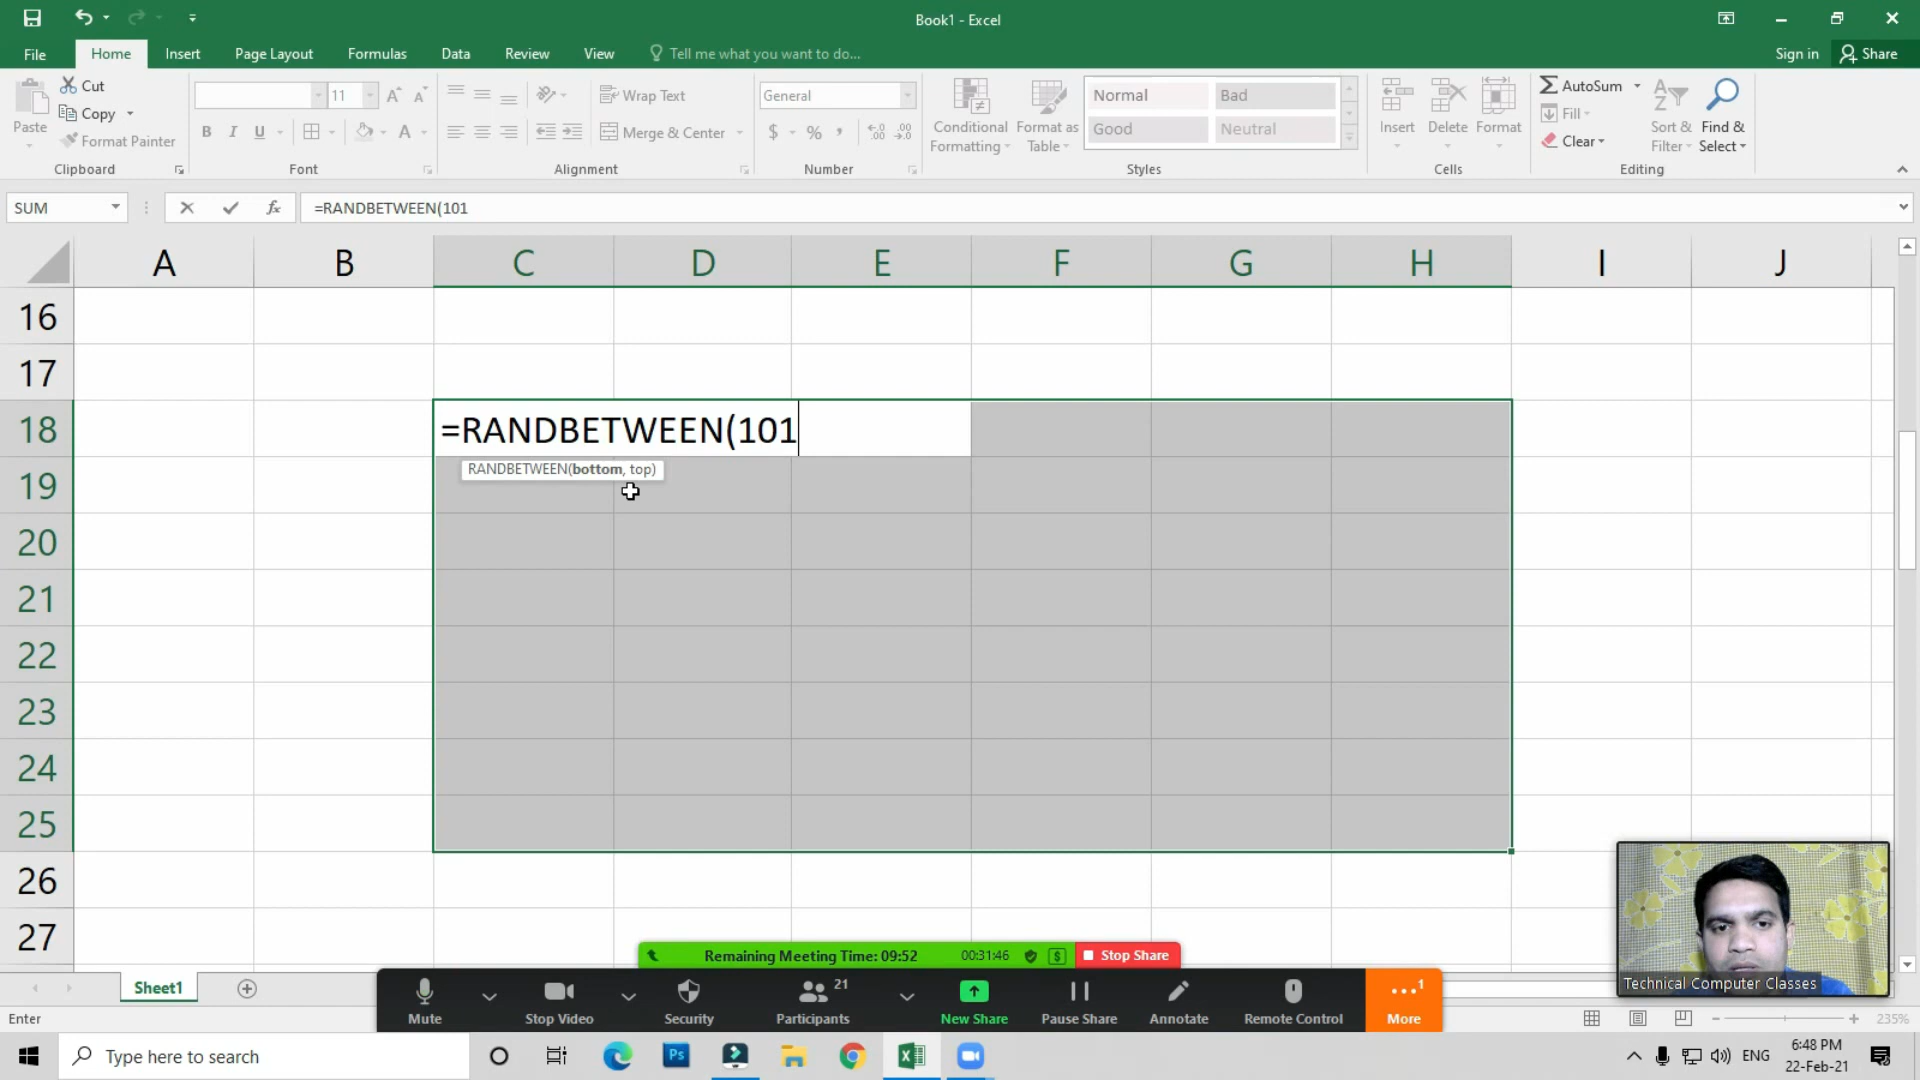 Book1 - Excel
File Home Insert Page Layout Formulas Data Review View Tell me what you want to do... Sign in Share
Paste
Cut
Copy
Format Painter
Clipboard
11
B I U
Font
Wrap Text
Merge & Center
Alignment
General
$ % ,
Number
Conditional Formatting
Format as Table
Normal Bad
Good Neutral
Styles
Insert Delete Format
Cells
AutoSum
Fill
Clear
Sort & Filter
Find & Select
Editing
SUM fx =RANDBETWEEN(101
A B C D E F G H I J
16
17
18 =RANDBETWEEN(101
RANDBETWEEN(bottom, top)
19
20
21
22
23
24
25
26
27
Remaining Meeting Time: 09:52 00:31:46 Stop Share
Sheet1
Mute Stop Video Security Participants 21 New Share Pause Share Annotate Remote Control More 1
Technical Computer Classes
Enter 235%
Type here to search
Ps
ENG
6:48 PM
22-Feb-21